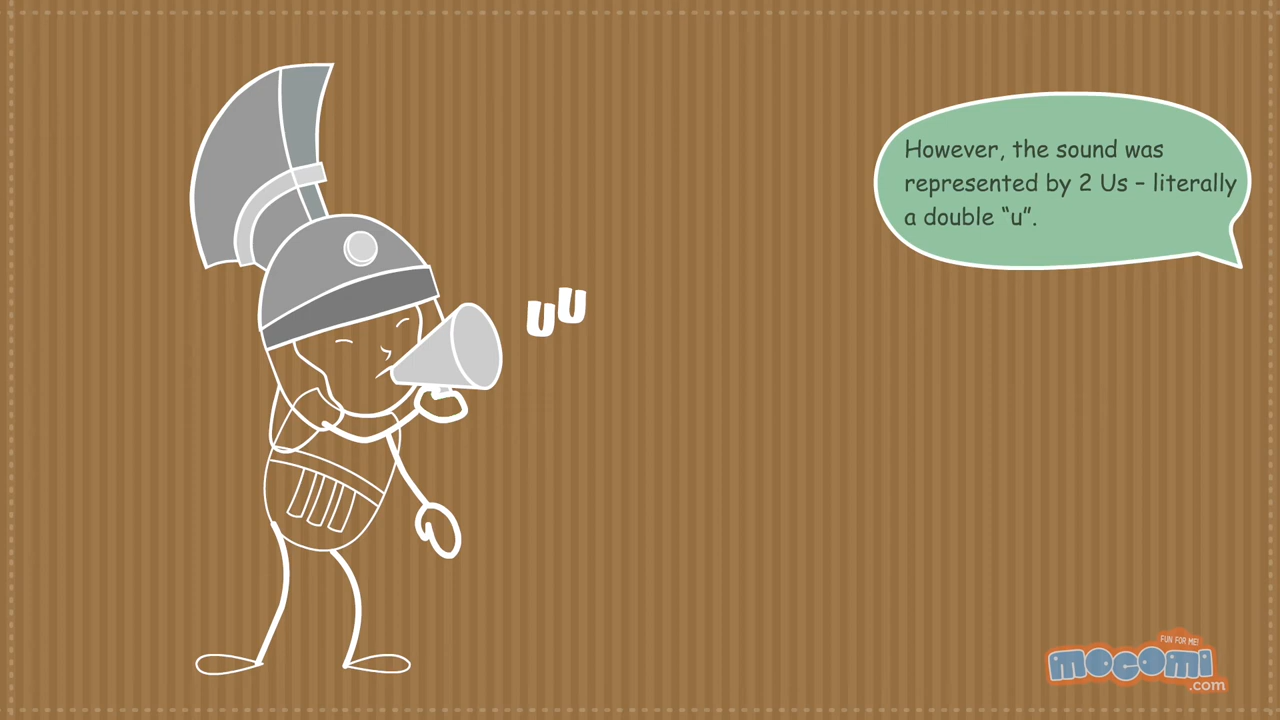 However, the sound was
represented by 2 Us – literally
a double “u”.
uU
FUN FOR ME!
mocomi
.com